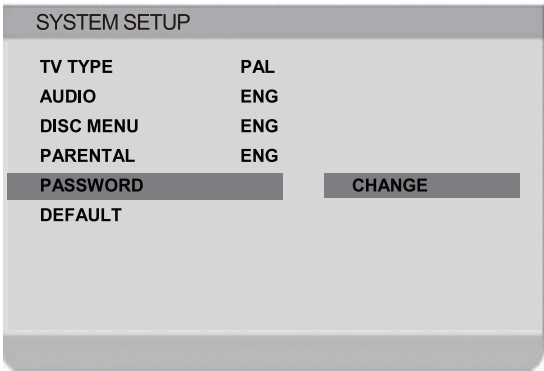 SYSTEM SETUP
TV TYPE PAL
AUDIO ENG
DISC MENU ENG
PARENTAL ENG
PASSWORD CHANGE
DEFAULT